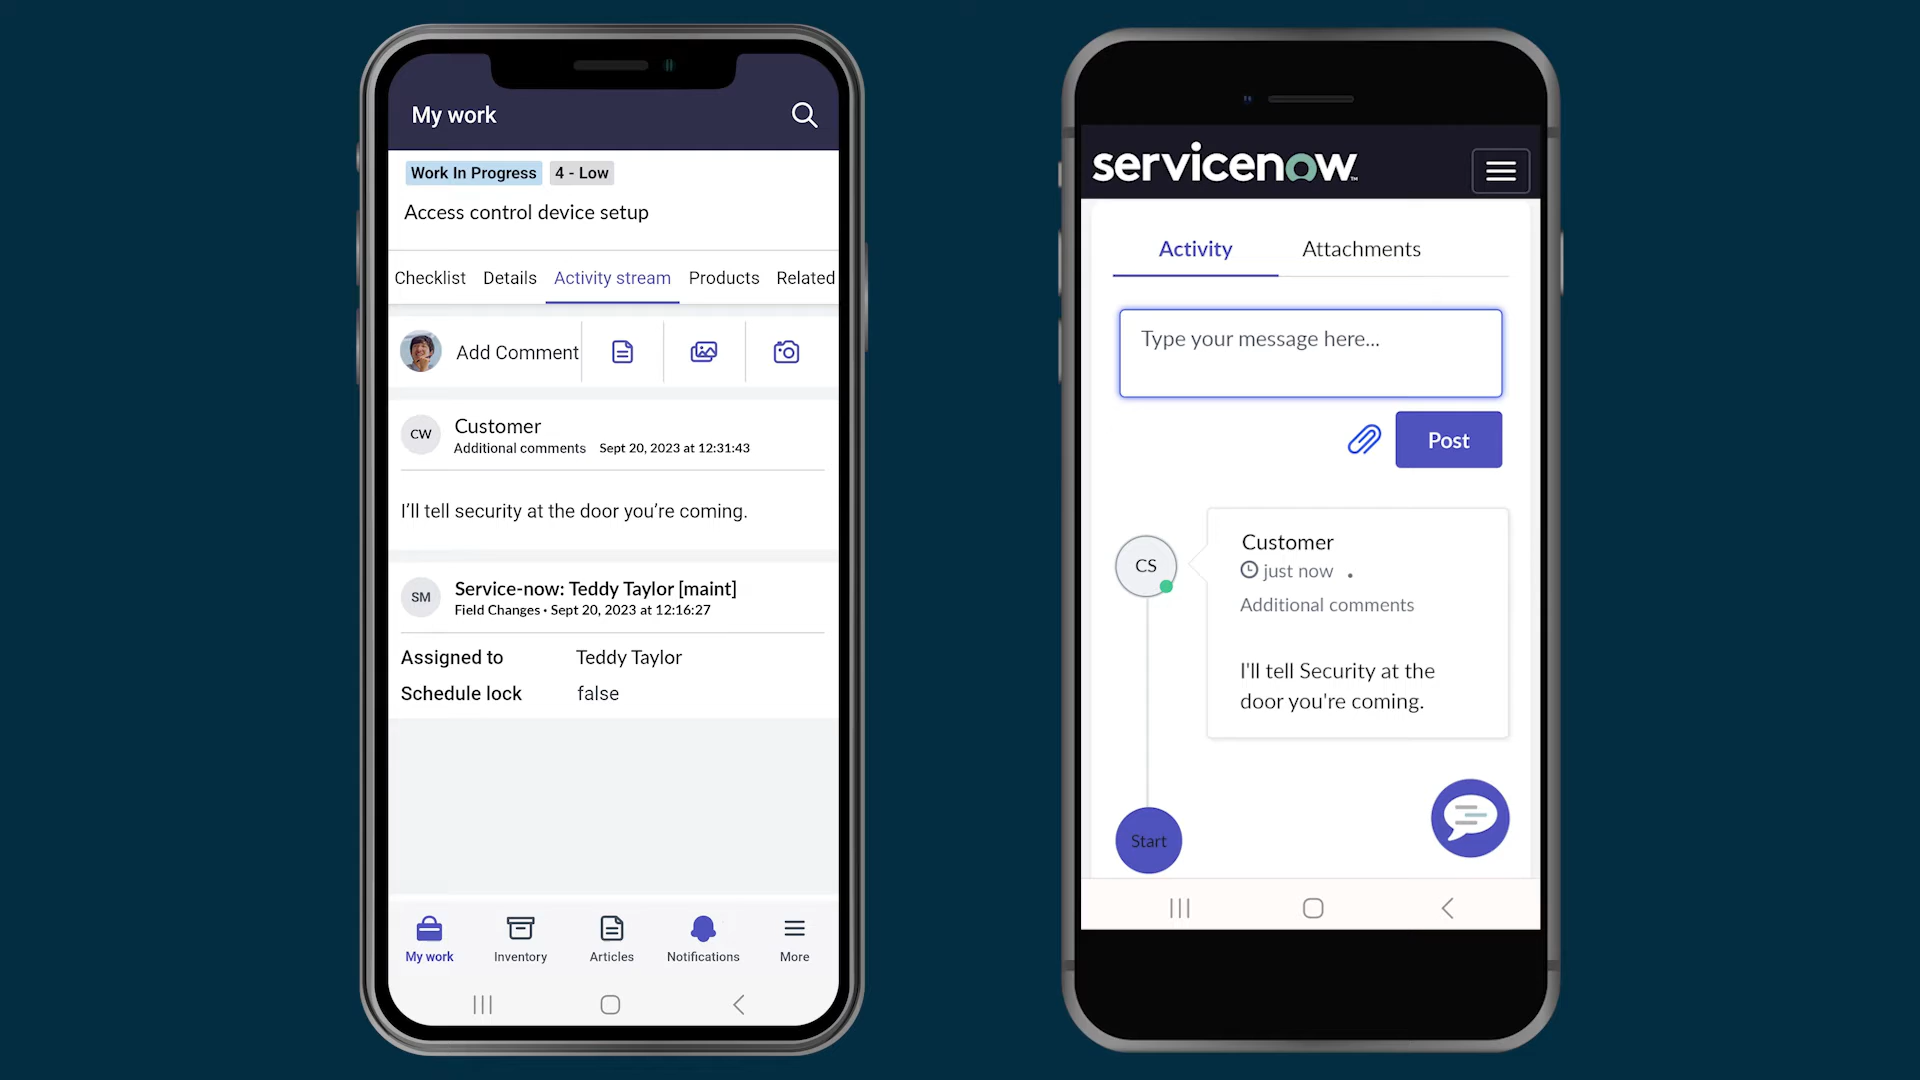 My work
Work In Progress 4 - Low
Access control device setup
Checklist Details Activity stream Products Related
Add Comment
CW
Customer
Additional comments Sept 20, 2023 at 12:31:43
I'll tell security at the door you're coming.
SM
Service-now: Teddy Taylor [maint]
Field Changes • Sept 20, 2023 at 12:16:27
Assigned to Teddy Taylor
Schedule lock false
My work Inventory Articles Notifications More
servicenow™
Activity Attachments
Type your message here...
Post
CS
Customer
just now .
Additional comments
I'll tell Security at the
door you're coming.
Start